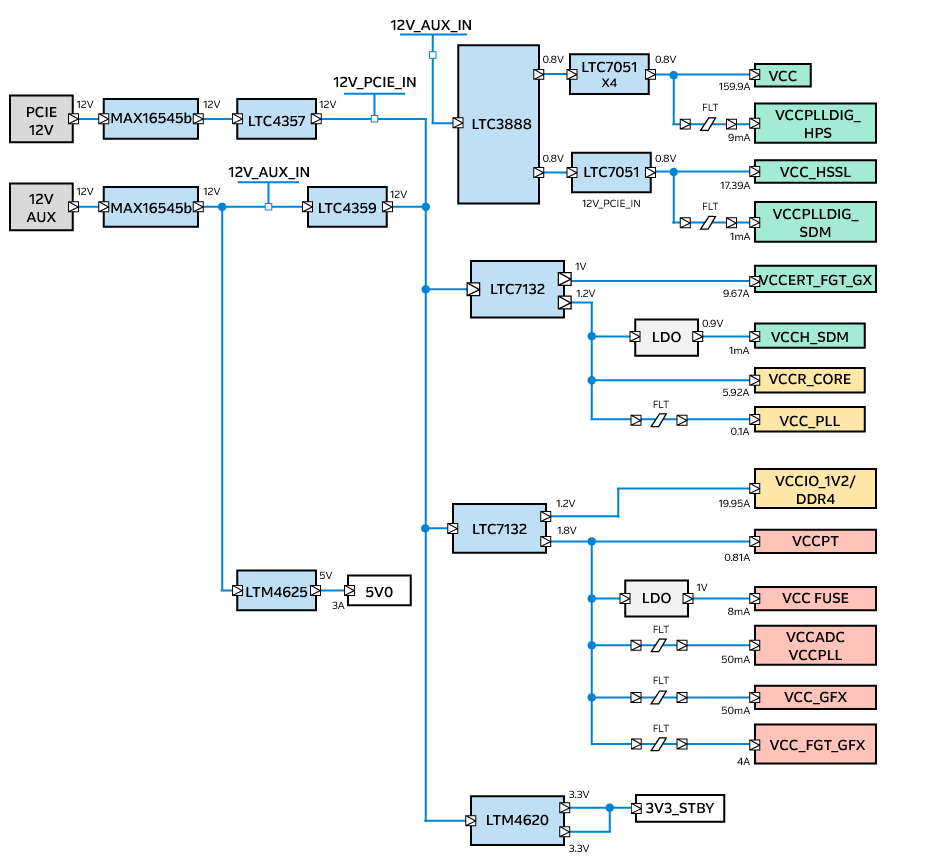 12V_AUX_IN
PCIE
12V
12V
MAX16545b
12V
LTC4357
12V
12V_PCIE_IN
LTC3888
0.8V
LTC7051
X4
0.8V
159.9A
VCC
FLT
9mA
VCCPLLDIG_
HPS
0.8V
LTC7051
12V_PCIE_IN
0.8V
17.39A
VCC_HSSL
FLT
1mA
VCCPLLDIG_
SDM
12V
AUX
12V
MAX16545b
12V
12V_AUX_IN
LTC4359
12V
LTC7132
1V
1.2V
9.67A
VCCERT_FGT_GX
LDO
0.9V
1mA
VCCH_SDM
5.92A
VCCR_CORE
FLT
0.1A
VCC_PLL
LTC7132
1.2V
1.8V
19.95A
VCCIO_1V2/
DDR4
0.81A
VCCPT
LTM4625
5V
3A
5V0
LDO
1V
8mA
VCC FUSE
FLT
50mA
VCCADC
VCCPLL
FLT
50mA
VCC_GFX
FLT
4A
VCC_FGT_GFX
LTM4620
3.3V
3.3V
3V3_STBY